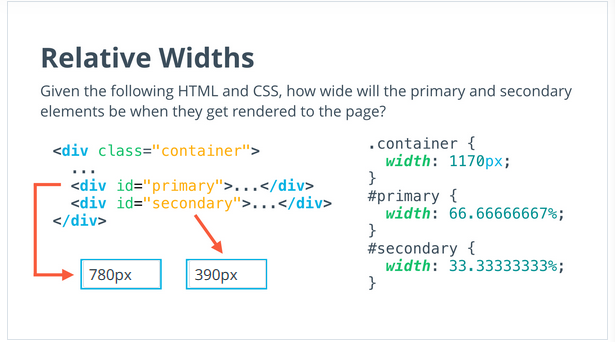 Relative Widths
Given the following HTML and CSS, how wide will the primary and secondary
elements be when they get rendered to the page?
<div class="container">
...
<div id="primary">...</div>
<div id="secondary">...</div>
</div>
780px
390px
.container {
width: 1170px;
}
#primary {
width: 66.66666667%;
}
#secondary {
width: 33.33333333%;
}